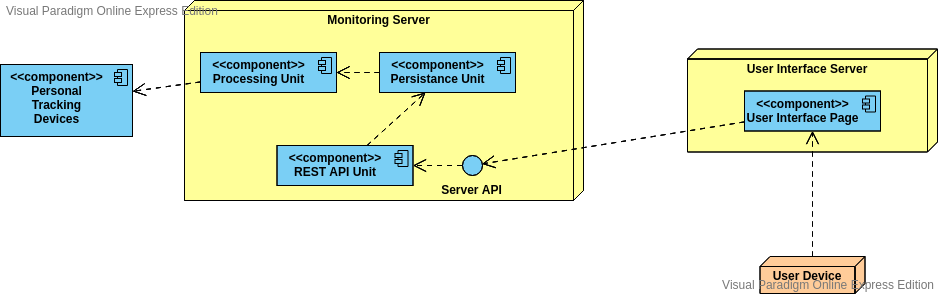 Visual Paradigm Online Express Edition
Monitoring Server
<<component>>
Processing Unit
<<component>>
Persistance Unit
<<component>>
Personal
Tracking
Devices
<<component>>
REST API Unit
Server API
User Interface Server
<<component>>
User Interface Page
User Device
Visual Paradigm Online Express Edition